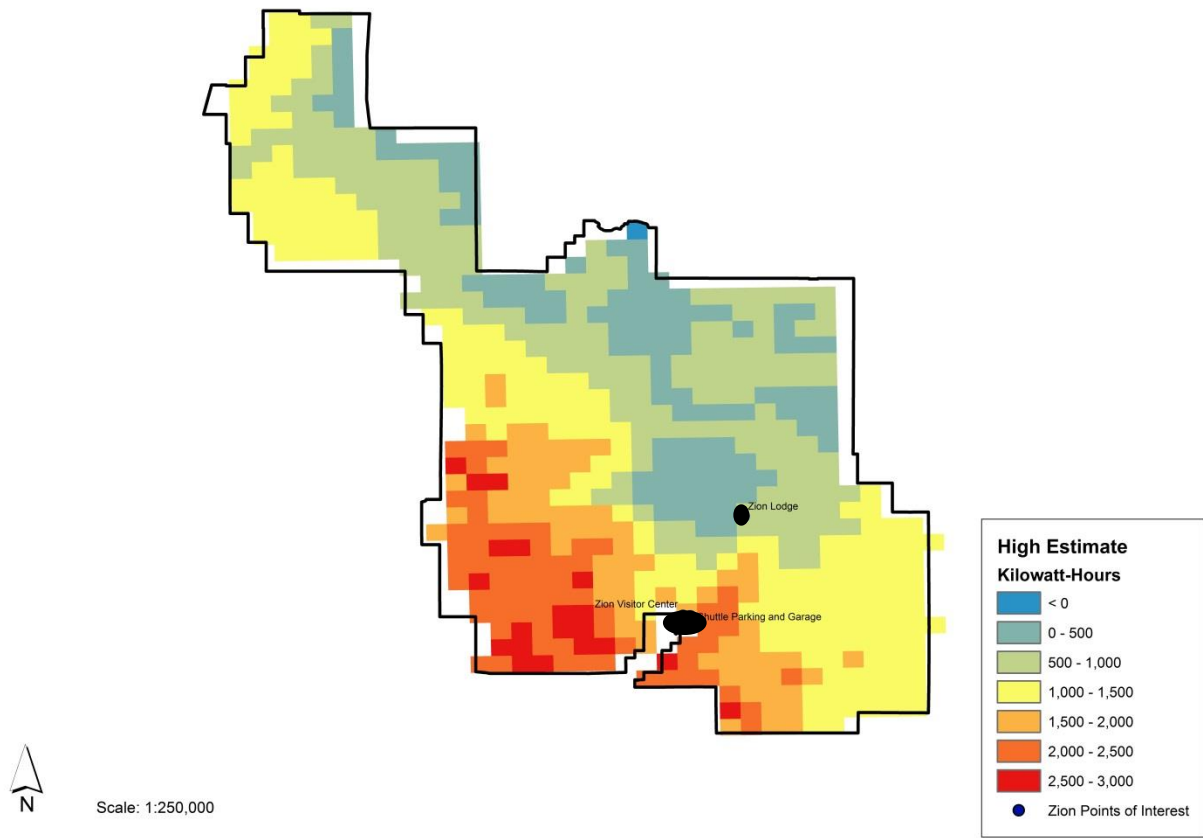 Zion Lodge
Zion Visitor Center
Shuttle Parking and Garage
High Estimate
Kilowatt-Hours
< 0
0 - 500
500 - 1,000
1,000 - 1,500
1,500 - 2,000
2,000 - 2,500
2,500 - 3,000
Zion Points of Interest
N
Scale: 1:250,000